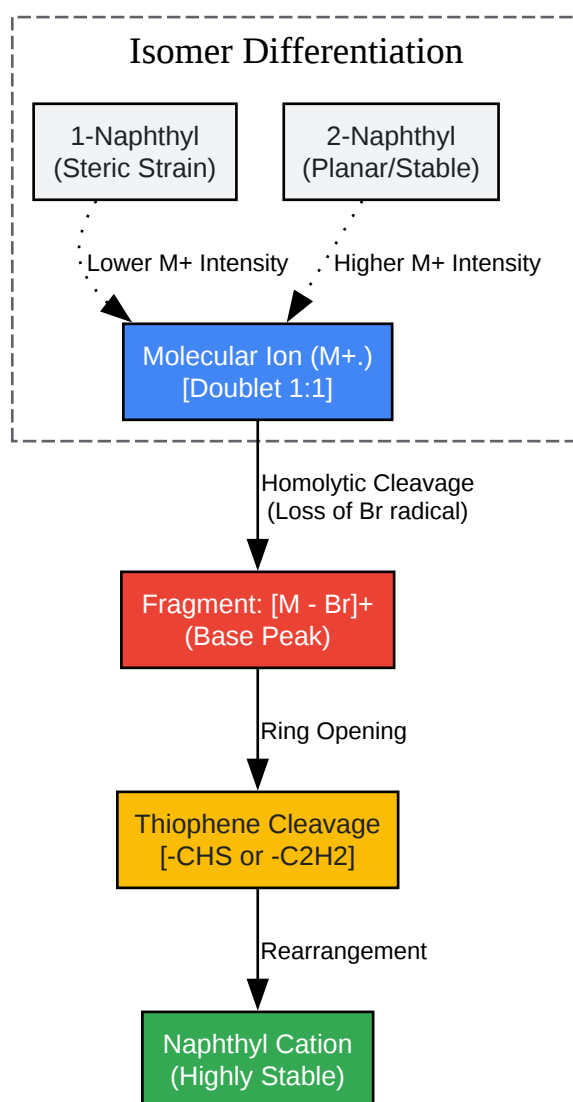 Isomer Differentiation
1-Naphthyl
(Steric Strain)
2-Naphthyl
(Planar/Stable)
Lower M+ Intensity
Higher M+ Intensity
Molecular Ion (M+.)
[Doublet 1:1]
Homolytic Cleavage
(Loss of Br radical)
Fragment: [M - Br]+
(Base Peak)
Ring Opening
Thiophene Cleavage
[-CHS or -C2H2]
Rearrangement
Naphthyl Cation
(Highly Stable)